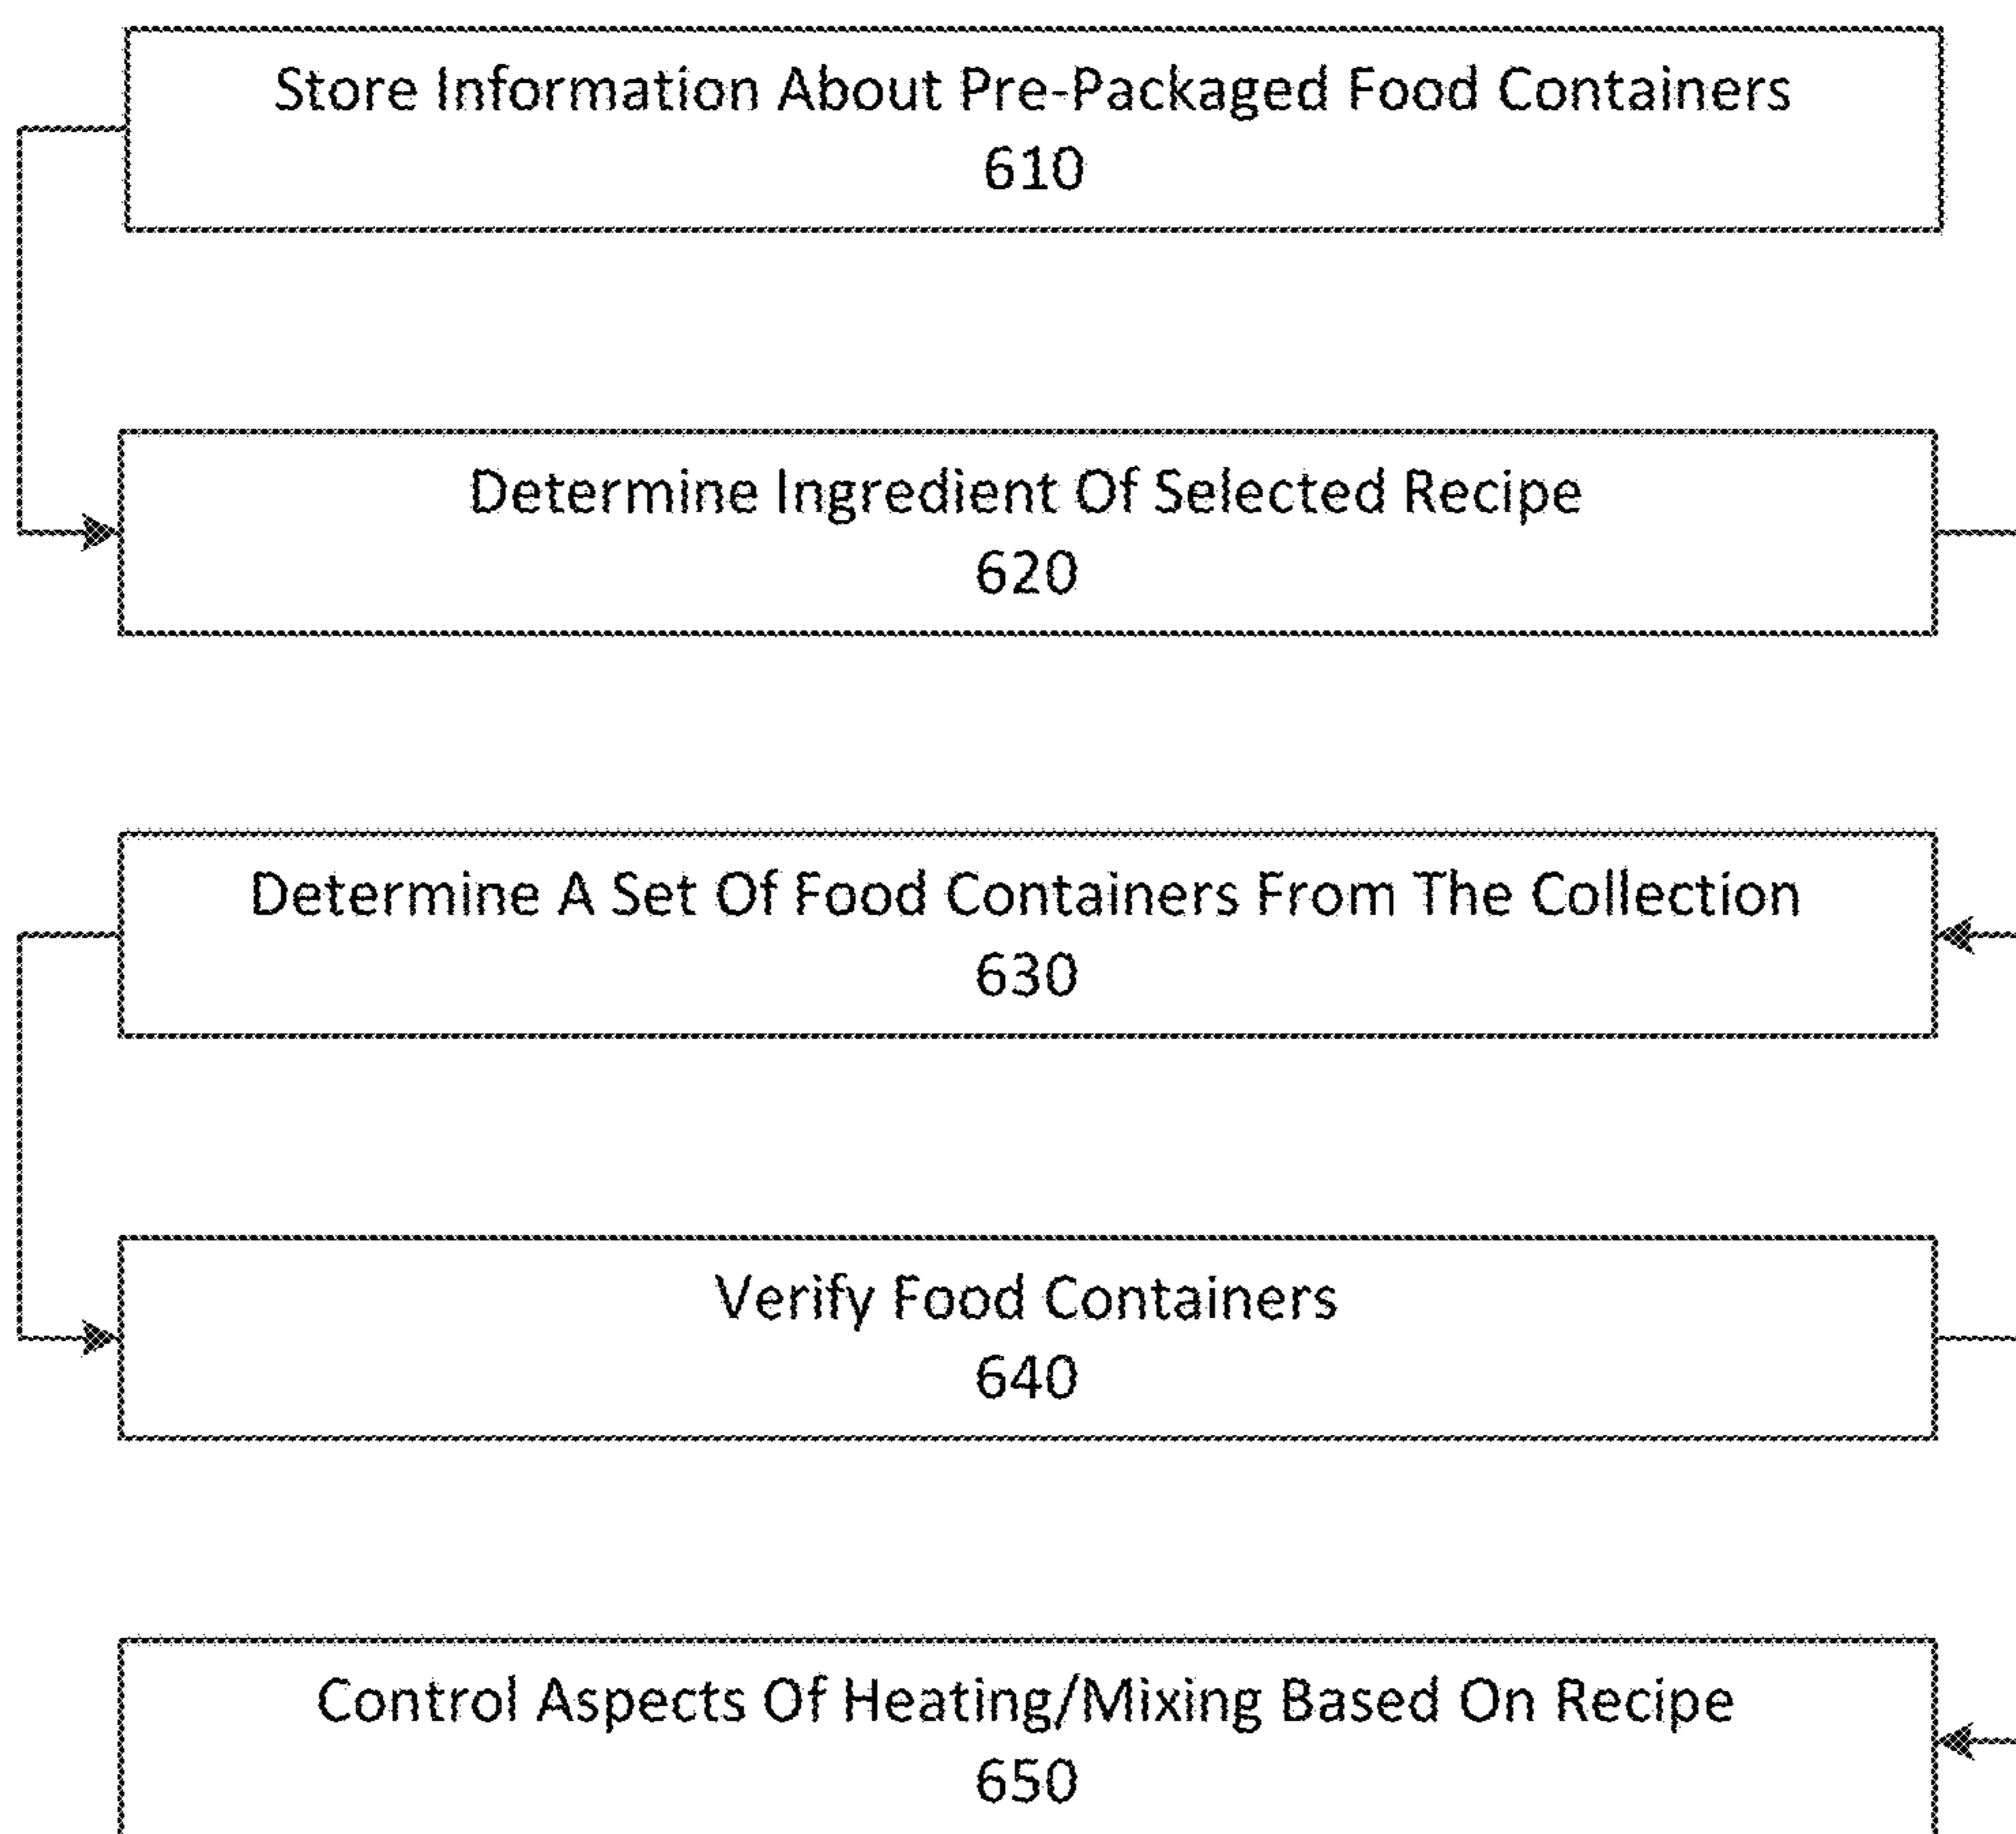 Store Information About Pre-Packaged Food Containers
610
Determine Ingredient Of Selected Recipe
620
Determine A Set Of Food Containers From The Collection
630
Verify Food Containers
640
Control Aspects Of Heating/Mixing Based On Recipe
650